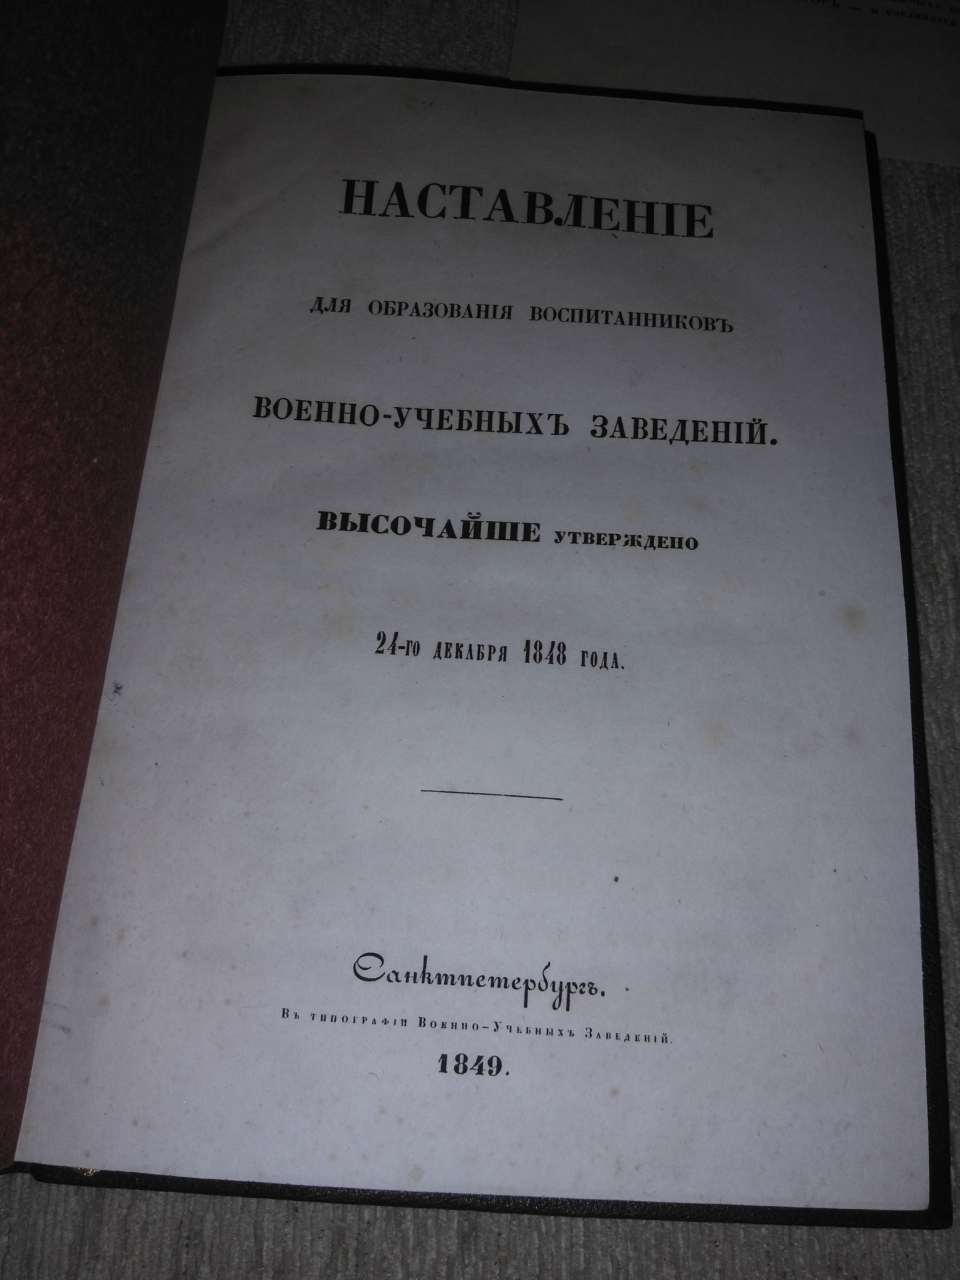 НАСТАВЛЕНІЕ
ДЛЯ ОБРАЗОВАНІЯ ВОСПИТАННИКОВЪ
ВОЕННО-УЧЕБНЫХЪ ЗАВЕДЕНІЙ.
ВЫСОЧАЙШЕ УТВЕРЖДЕНО
24-ГО ДЕКАБРЯ 1848 ГОДА.
Санктпетербургъ.
ВЪ ТИПОГРАФІИ ВОЕННО-УЧЕБНЫХЪ ЗАВЕДЕНІЙ.
1849.